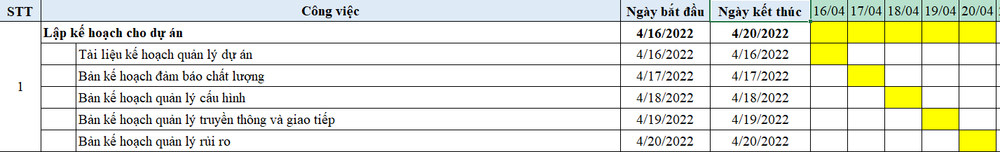 STT Công việc Ngày bắt đầu Ngày kết thúc 16/04 17/04 18/04 19/04 20/04
Lập kế hoạch cho dự án 4/16/2022 4/20/2022
Tài liệu kế hoạch quản lý dự án 4/16/2022 4/16/2022
Bản kế hoạch đảm bảo chất lượng 4/17/2022 4/17/2022
1
Bản kế hoạch quản lý cấu hình 4/18/2022 4/18/2022
Bản kế hoạch quản lý truyền thông và giao tiếp 4/19/2022 4/19/2022
Bản kế hoạch quản lý rủi ro 4/20/2022 4/20/2022